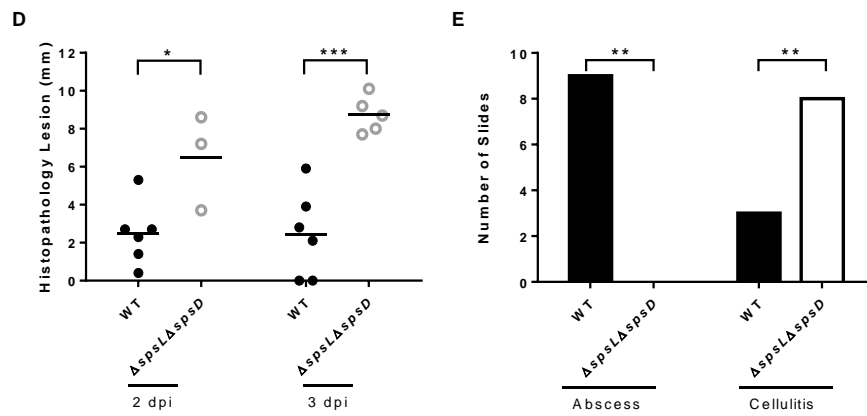 D
Histopathology Lesion (mm)
12
10
8
6
4
2
0
*
***
WT
ΔspsLΔspsD
WT
ΔspsLΔspsD
2 dpi
3 dpi
E
Number of Slides
10
8
6
4
2
0
**
**
WT
ΔspsLΔspsD
WT
ΔspsLΔspsD
Abscess
Cellulitis